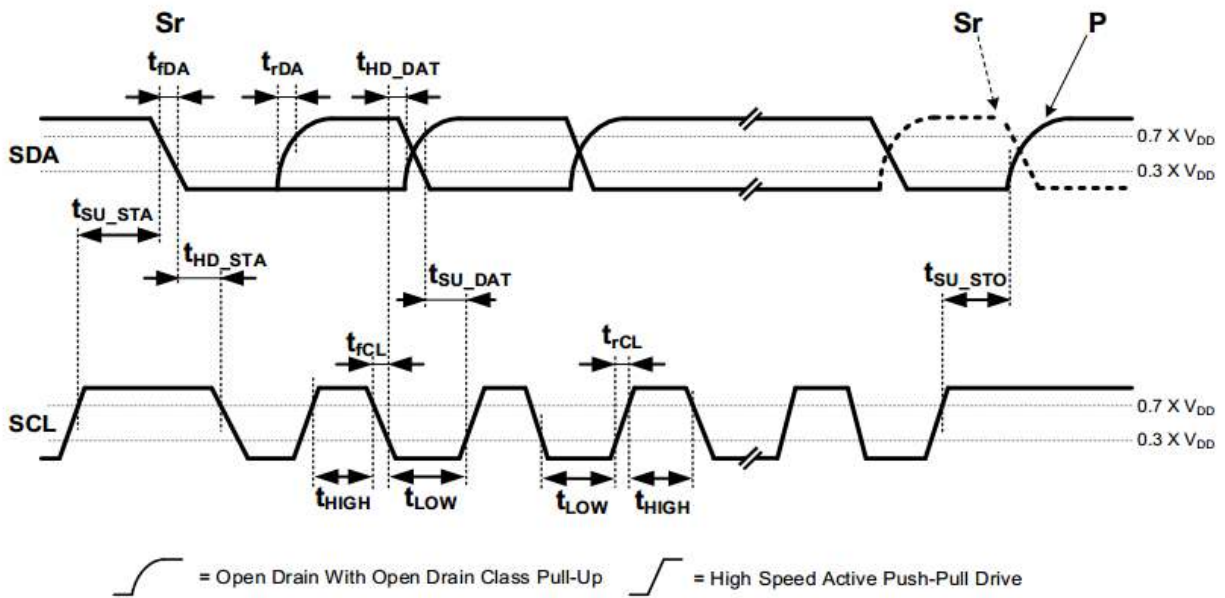 Sr Sr P
tfDA trDA tHD_DAT
0.7 X VDD
SDA
0.3 X VDD
tSU_STA
tHD_STA
tSU_DAT tSU_STO
tfCL trCL
0.7 X VDD
SCL
0.3 X VDD
tHIGH tLOW tLOW tHIGH
= Open Drain With Open Drain Class Pull-Up = High Speed Active Push-Pull Drive